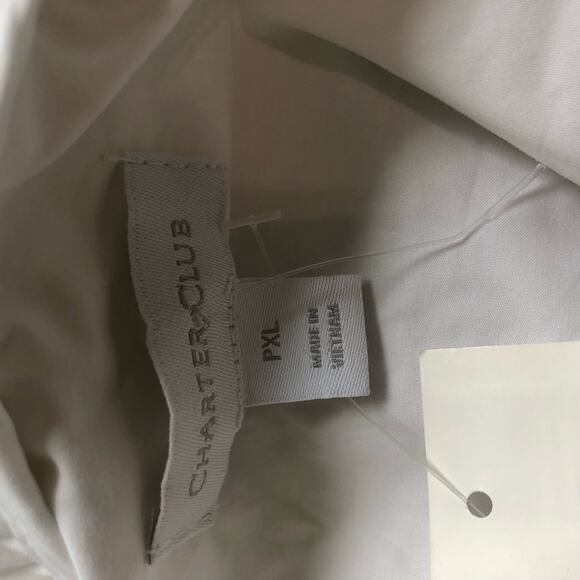 CHARTER CLUB
PXL
MADE IN
VIETNAM